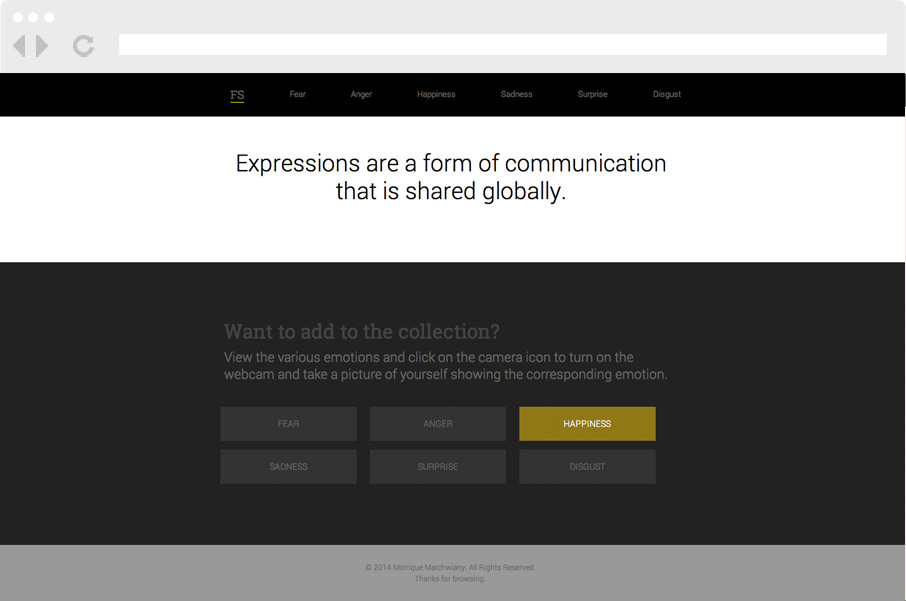 FS Fear Anger Happiness Sadness Surprise Disgust
Expressions are a form of communication
that is shared globally.
Want to add to the collection?
View the various emotions and click on the camera icon to turn on the
webcam and take a picture of yourself showing the corresponding emotion.
FEAR ANGER HAPPINESS
SADNESS SURPRISE DISGUST
© 2014 Monique Marchwiany. All Rights Reserved.
Thanks for browsing.